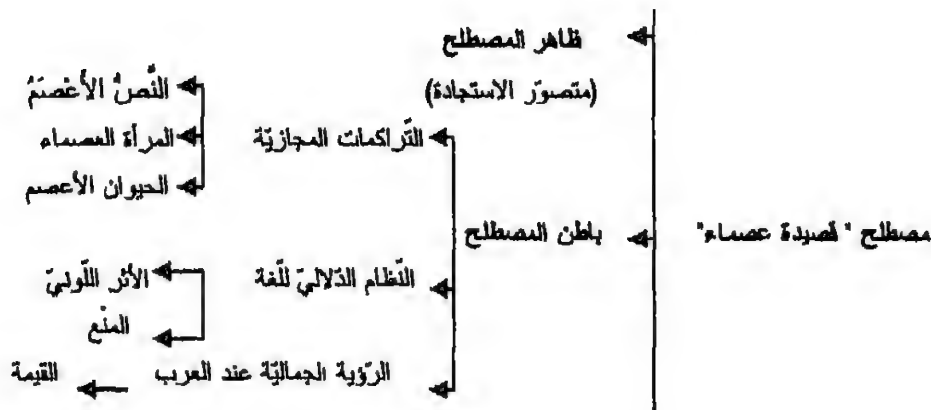 ظاهر المصطلح
(متصوّر الاستجادة)
مصطلح "قصيدة عصماء"
باطن المصطلح
التّراكمات المجازيّة
النّصّ الأعْصَمُ
المرأة العصماء
الحيوان الأعصم
النّظام الدّلاليّ للّغة
الأثر اللّونيّ
المنْع
الرّؤية الجماليّة عند العرب
القيمة